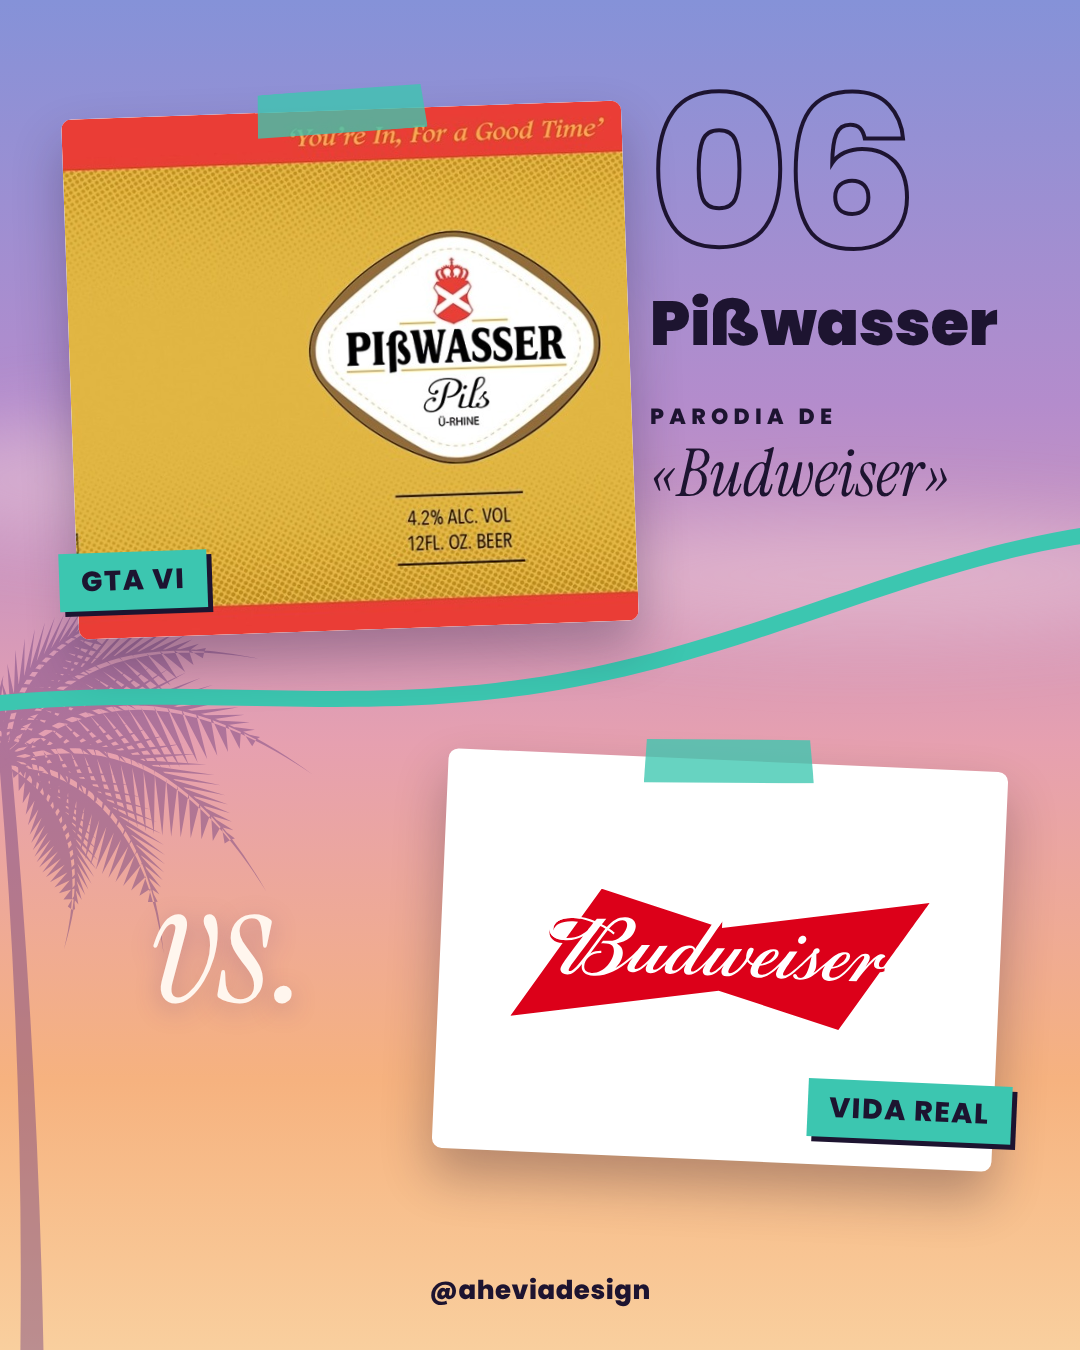 ‘You’re In, For a Good Time’
PIßWASSER
Pils
Ü-RHINE
4.2% ALC. VOL
12FL. OZ. BEER
GTA VI
06
Pißwasser
PARODIA DE
«Budweiser»
vs.
Budweiser
VIDA REAL
@aheviadesign